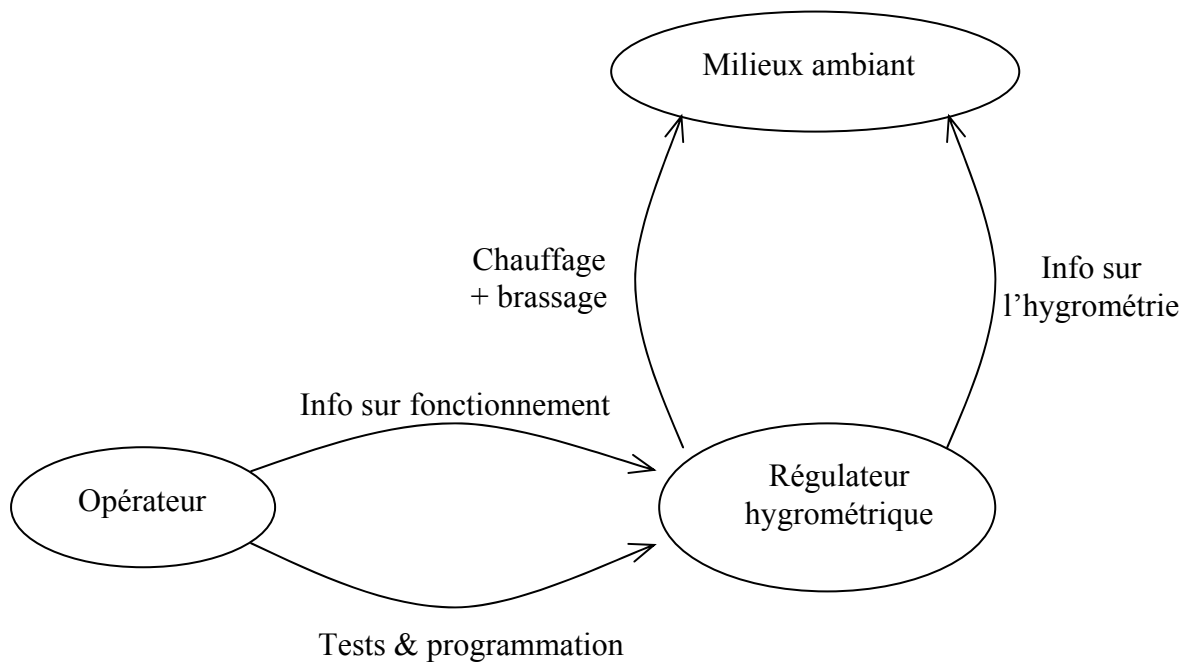 Milieux ambiant
Chauffage
+ brassage
Info sur
l’hygrométrie
Info sur fonctionnement
Opérateur
Régulateur
hygrométrique
Tests & programmation